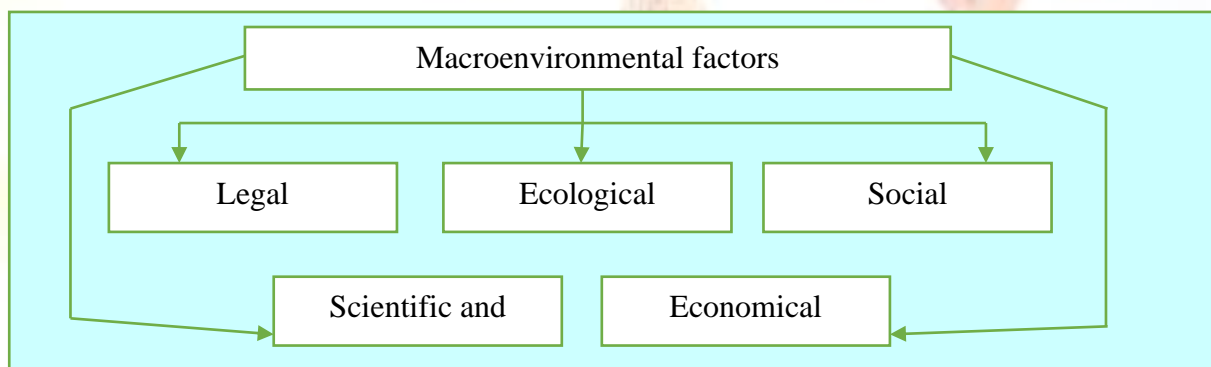 Macroenvironmental factors
Legal
Ecological
Social
Scientific and
Economical